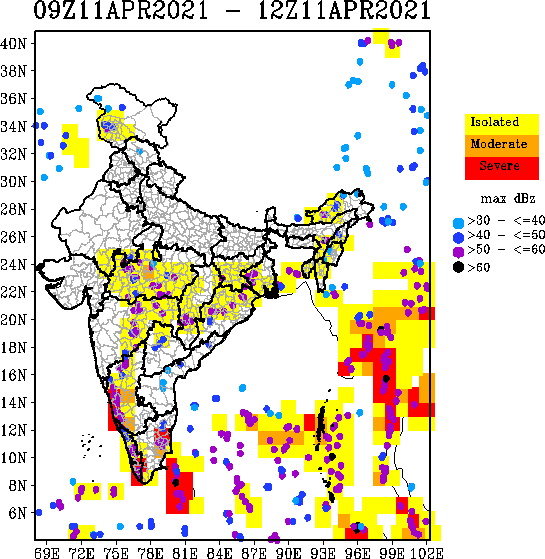 09Z11APR2021 - 12Z11APR2021
40N
38N
36N
34N
32N
30N
28N
26N
24N
22N
20N
18N
16N
14N
12N
10N
8N
6N
69E 72E 75E 78E 81E 84E 87E 90E 93E 96E 99E 102E
Isolated
Moderate
Severe
max dBz
>30 - <=40
>40 - <=50
>50 - <=60
>60